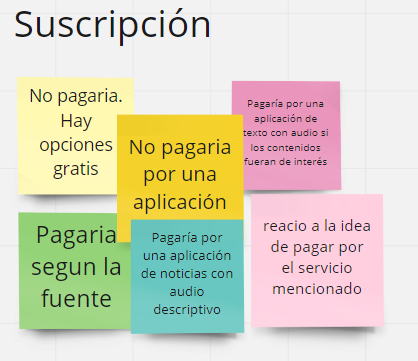 Suscripción
No pagaria.
Hay
opciones
gratis
No pagaria
por una
aplicación
Pagaría por una
aplicación de
texto con audio si
los contenidos
fueran de interés
Pagaria
segun la
fuente
Pagaría por
una aplicación
de noticias con
audio
descriptivo
reacio a la idea
de pagar por
el servicio
mencionado